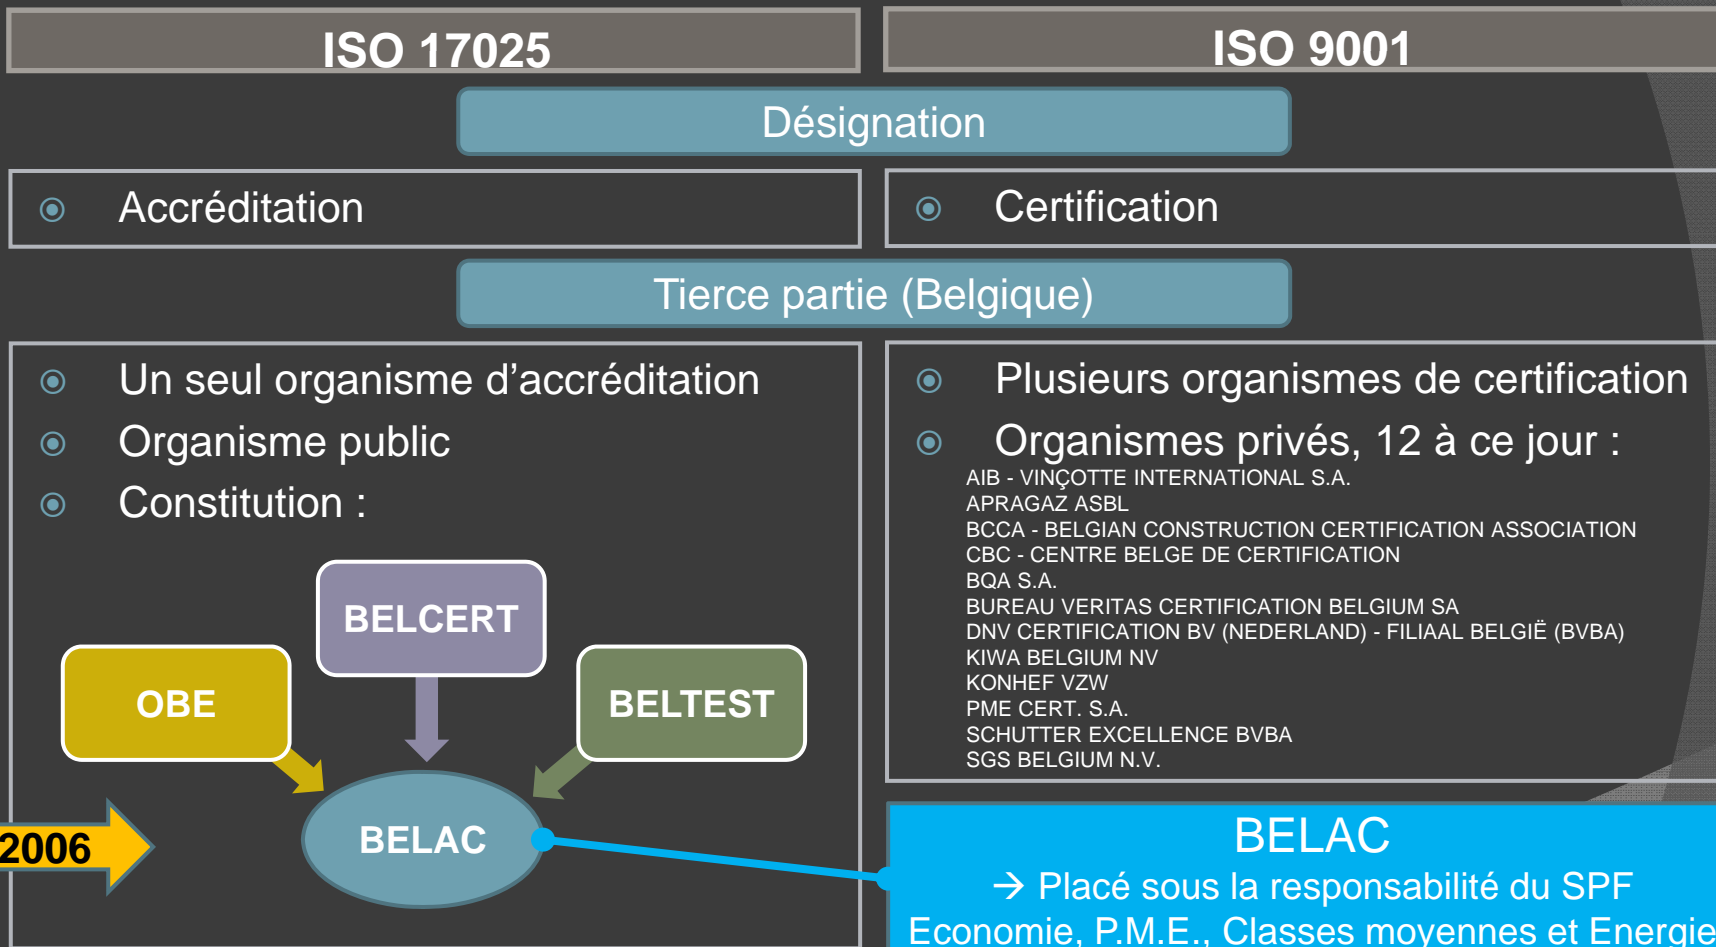 ISO 17025
ISO 9001
Désignation
Accréditation
Certification
Tierce partie (Belgique)
Un seul organisme d’accréditation
Organisme public
Constitution :
BELCERT
OBE
BELTEST
BELAC
2006
Plusieurs organismes de certification
Organismes privés, 12 à ce jour :
AIB - VINÇOTTE INTERNATIONAL S.A.
APRAGAZ ASBL
BCCA - BELGIAN CONSTRUCTION CERTIFICATION ASSOCIATION
CBC - CENTRE BELGE DE CERTIFICATION
BQA S.A.
BUREAU VERITAS CERTIFICATION BELGIUM SA
DNV CERTIFICATION BV (NEDERLAND) - FILIAAL BELGIË (BVBA)
KIWA BELGIUM NV
KONHEF VZW
PME CERT. S.A.
SCHUTTER EXCELLENCE BVBA
SGS BELGIUM N.V.
BELAC
→ Placé sous la responsabilité du SPF
Economie, P.M.E., Classes moyennes et Energie